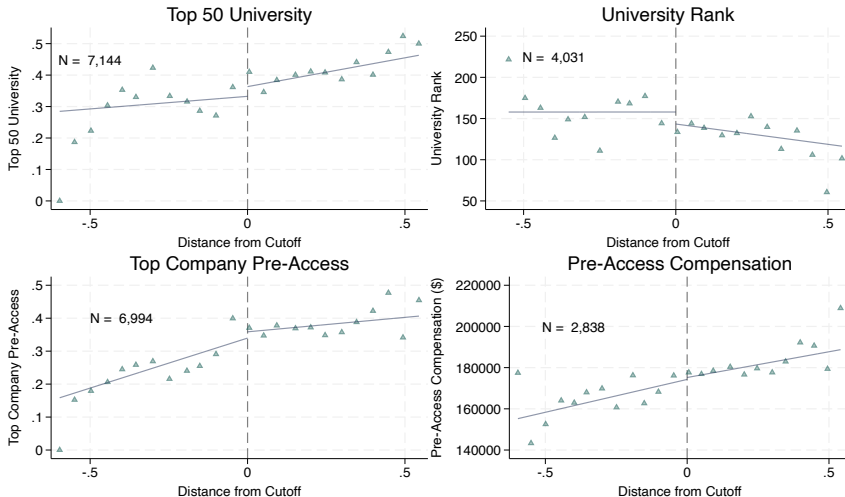 Top 50 University
Top 50 University
.5
.4
.3
.2
.1
0
N = 7,144
-.5
0
.5
Distance from Cutoff
University Rank
University Rank
250
200
150
100
50
N = 4,031
-.5
0
.5
Distance from Cutoff
Top Company Pre-Access
Top Company Pre-Access
.5
.4
.3
.2
.1
0
N = 6,994
-.5
0
.5
Distance from Cutoff
Pre-Access Compensation
Pre-Access Compensation ($)
220000
200000
180000
160000
140000
N = 2,838
-.5
0
.5
Distance from Cutoff